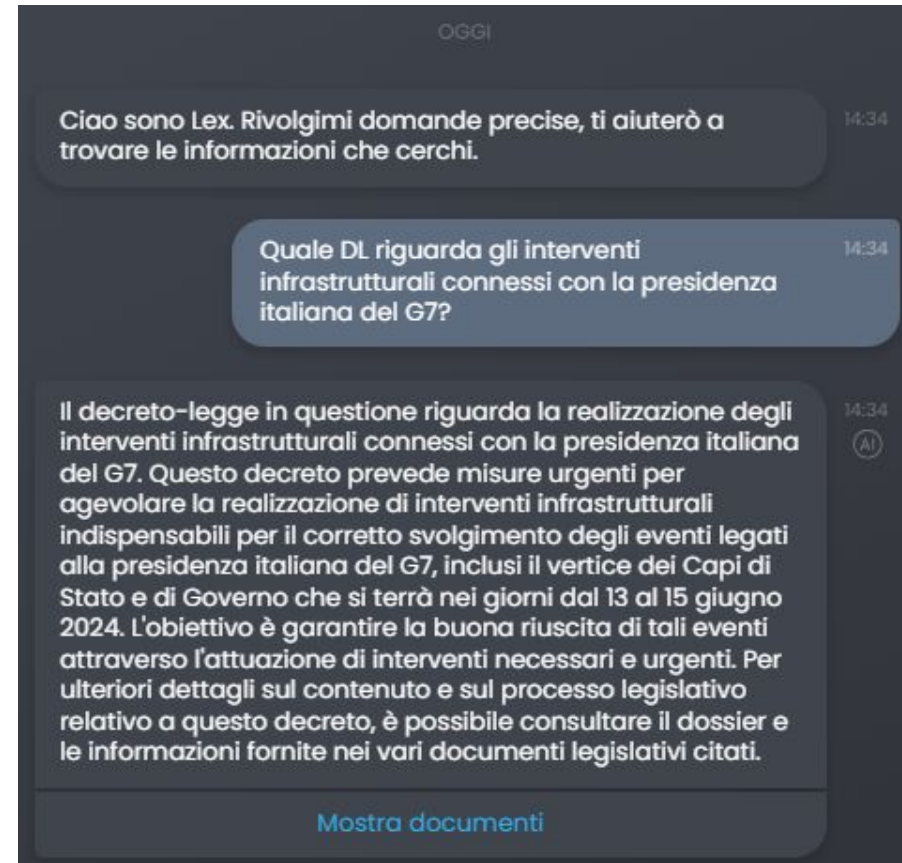 OGGI
Ciao sono Lex. Rivolgimi domande precise, ti aiuterò a
trovare le informazioni che cerchi.
14:34
Quale DL riguarda gli interventi
infrastrutturali connessi con la presidenza
italiana del G7?
14:34
Il decreto-legge in questione riguarda la realizzazione degli
interventi infrastrutturali connessi con la presidenza italiana
del G7. Questo decreto prevede misure urgenti per
agevolare la realizzazione di interventi infrastrutturali
indispensabili per il corretto svolgimento degli eventi legati
alla presidenza italiana del G7, inclusi il vertice dei Capi di
Stato e di Governo che si terrà nei giorni dal 13 al 15 giugno
2024. L'obiettivo è garantire la buona riuscita di tali eventi
attraverso l'attuazione di interventi necessari e urgenti. Per
ulteriori dettagli sul contenuto e sul processo legislativo
relativo a questo decreto, è possibile consultare il dossier e
le informazioni fornite nei vari documenti legislativi citati.
14:34
AI
Mostra documenti